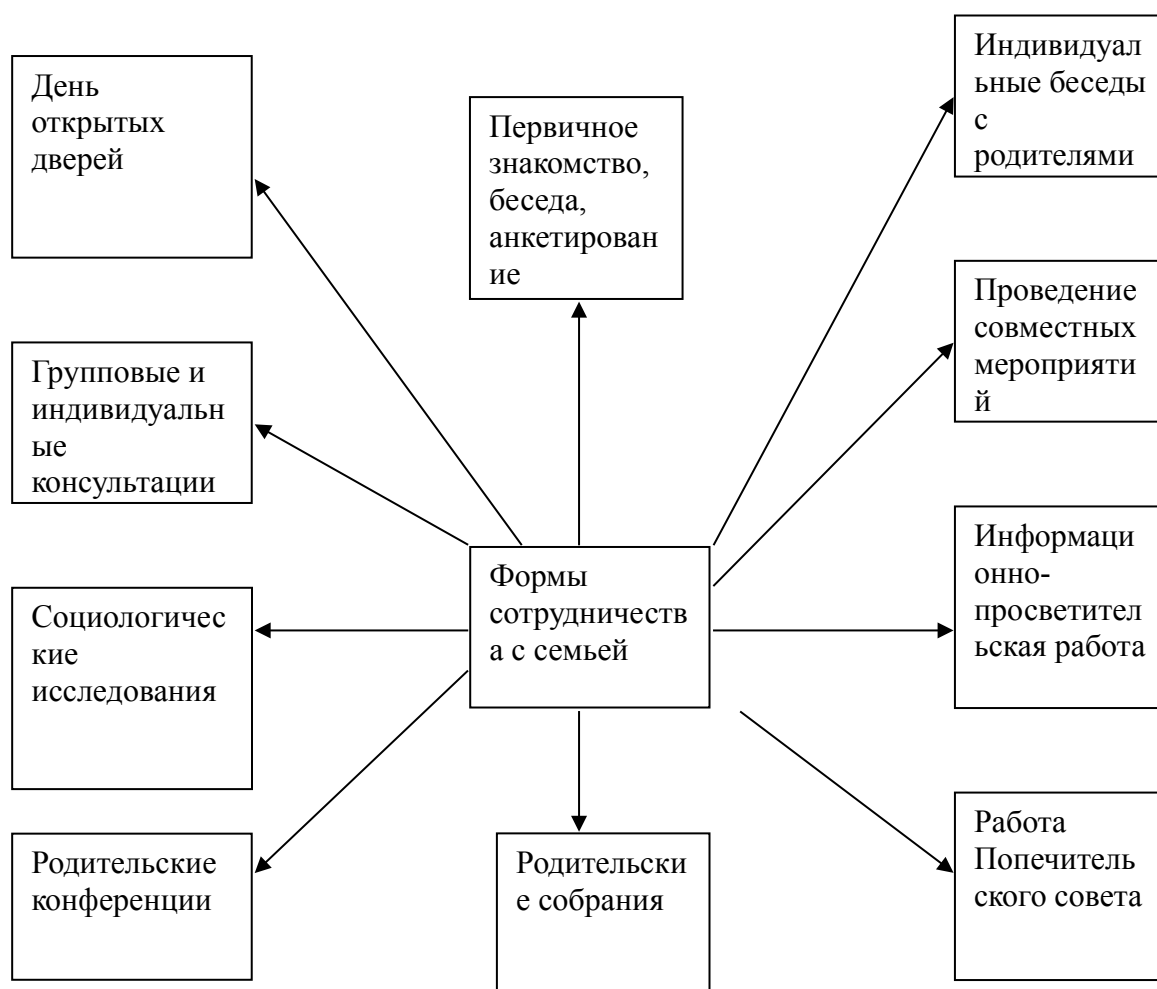 День
открытых
дверей
Первичное
знакомство,
беседа,
анкетирован
ие
Индивидуал
ьные беседы
с
родителями
Групповые и
индивидуальн
ые
консультации
Проведение
совместных
мероприяти
й
Социологичес
кие
исследования
Формы
сотрудничеств
а с семьей
Информаци
онно-
просветител
ьская работа
Родительские
конференции
Родительски
е собрания
Работа
Попечитель
ского совета